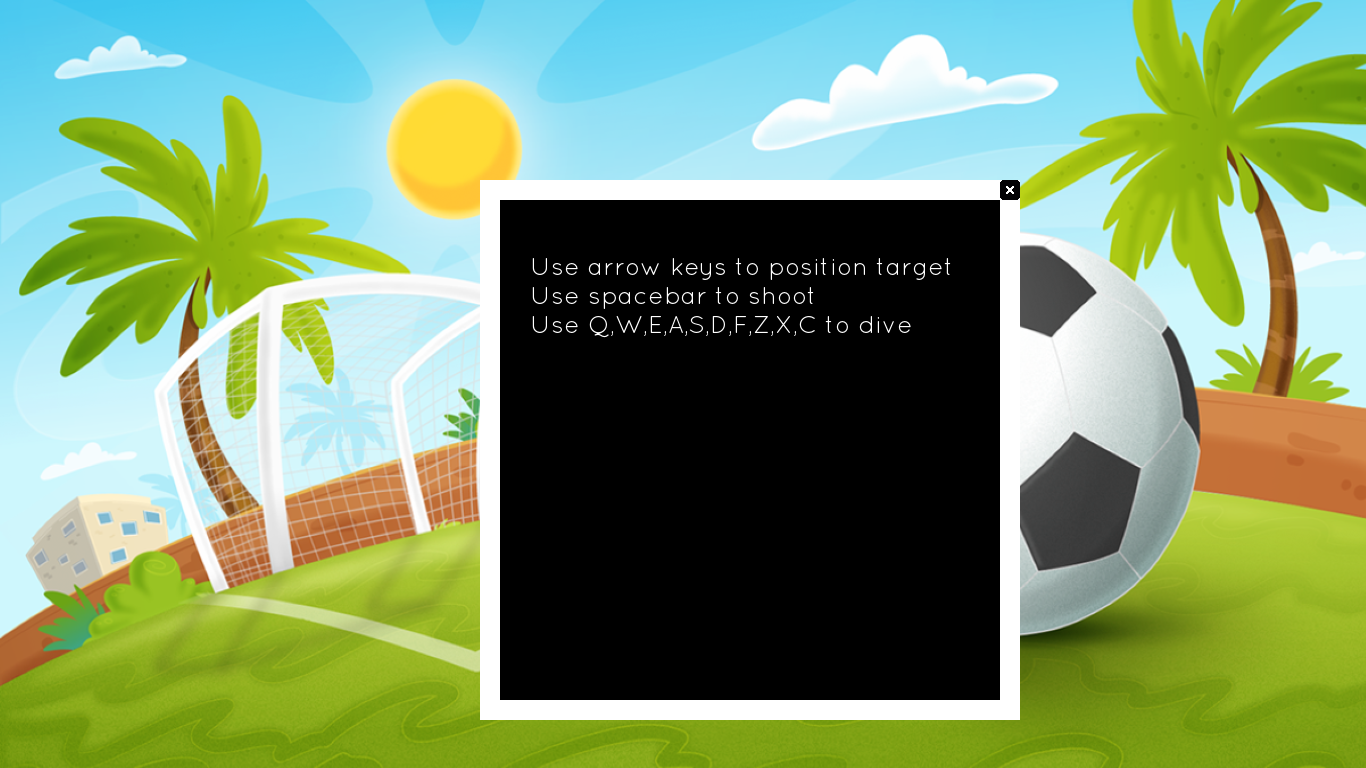 Use arrow keys to position target
Use spacebar to shoot
Use Q,W,E,A,S,D,F,Z,X,C to dive